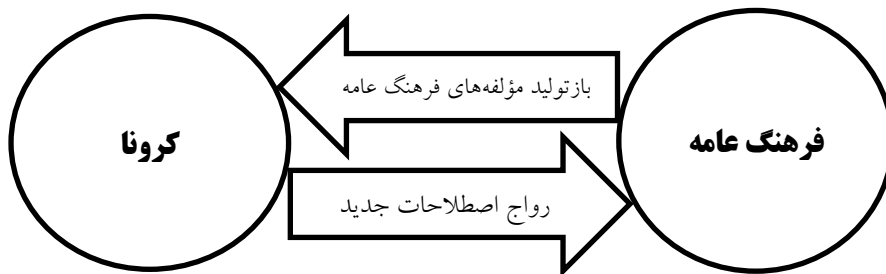 بازتولید مؤلفه‌های فرهنگ عامه
فرهنگ عامه
کرونا
رواج اصطلاحات جدید